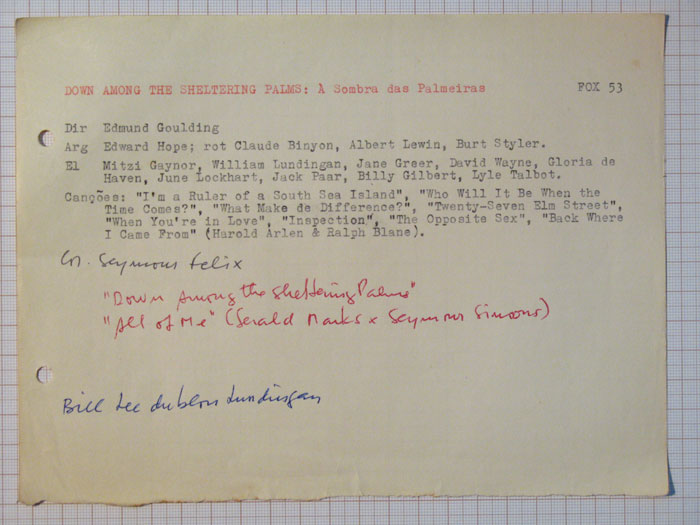 DOWN AMONG THE SHELTERING PALMS: À Sombra das Palmeiras FOX 53
Dir Edmund Goulding
Arg Edward Hope; rot Claude Binyon, Albert Lewin, Burt Styler.
El Mitzi Gaynor, William Lundingan, Jane Greer, David Wayne, Gloria de
Haven, June Lockhart, Jack Paar, Billy Gilbert, Lyle Talbot.
Canções: "I'm a Ruler of a South Sea Island", "Who Will It Be When the
Time Comes?", "What Make de Difference?", "Twenty-Seven Elm Street",
"When You're in Love", "Inspection", "The Opposite Sex", "Back Where
I Came From" (Harold Arlen & Ralph Blane).
Cor. Seymour Felix
"Down Among the Sheltering Palms"
"All of Me" (Gerald Marks x Seymour Simons)
Bill Lee dublou Lundingan